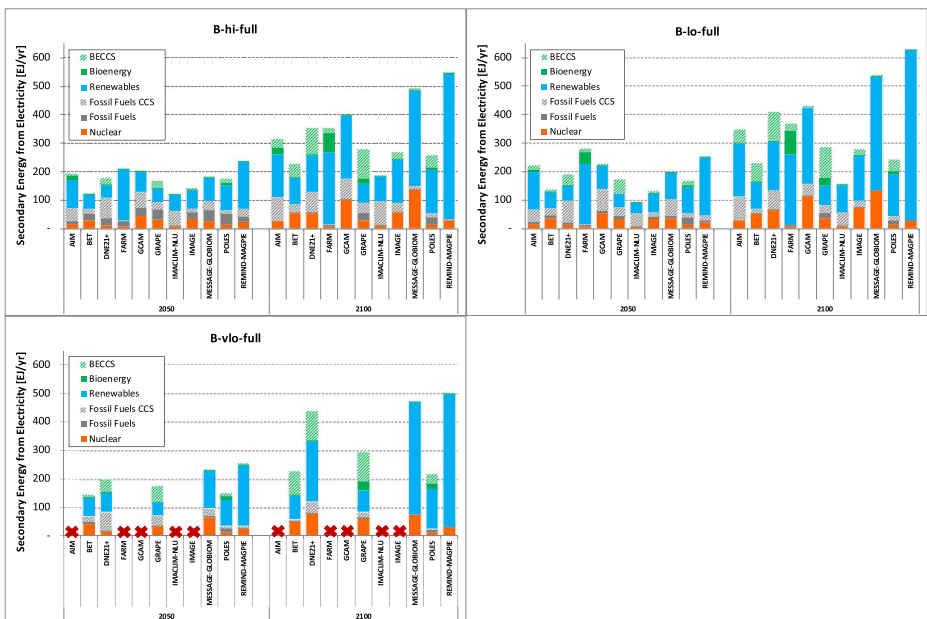 B-hi-full
Secondary Energy from Electricity [EJ/yr]
600
500
400
300
200
100
-
BECCS
Bioenergy
Renewables
Fossil Fuels CCS
Fossil Fuels
Nuclear
AIM
BET
DNE21+
FARM
GCAM
GRAPE
IMACLIM-NLU
IMAGE
MESSAGE-GLOBIOM
POLES
REMIND-MAGPIE
AIM
BET
DNE21+
FARM
GCAM
GRAPE
IMACLIM-NLU
IMAGE
MESSAGE-GLOBIOM
POLES
REMIND-MAGPIE
2050
2100
B-lo-full
Secondary Energy from Electricity [EJ/yr]
600
500
400
300
200
100
-
BECCS
Bioenergy
Renewables
Fossil Fuels CCS
Fossil Fuels
Nuclear
AIM
BET
DNE21+
FARM
GCAM
GRAPE
IMACLIM-NLU
IMAGE
MESSAGE-GLOBIOM
POLES
REMIND-MAGPIE
AIM
BET
DNE21+
FARM
GCAM
GRAPE
IMACLIM-NLU
IMAGE
MESSAGE-GLOBIOM
POLES
REMIND-MAGPIE
2050
2100
B-vlo-full
Secondary Energy from Electricity [EJ/yr]
600
500
400
300
200
100
-
BECCS
Bioenergy
Renewables
Fossil Fuels CCS
Fossil Fuels
Nuclear
AIM
BET
DNE21+
FARM
GCAM
GRAPE
IMACLIM-NLU
IMAGE
MESSAGE-GLOBIOM
POLES
REMIND-MAGPIE
AIM
BET
DNE21+
FARM
GCAM
GRAPE
IMACLIM-NLU
IMAGE
MESSAGE-GLOBIOM
POLES
REMIND-MAGPIE
2050
2100